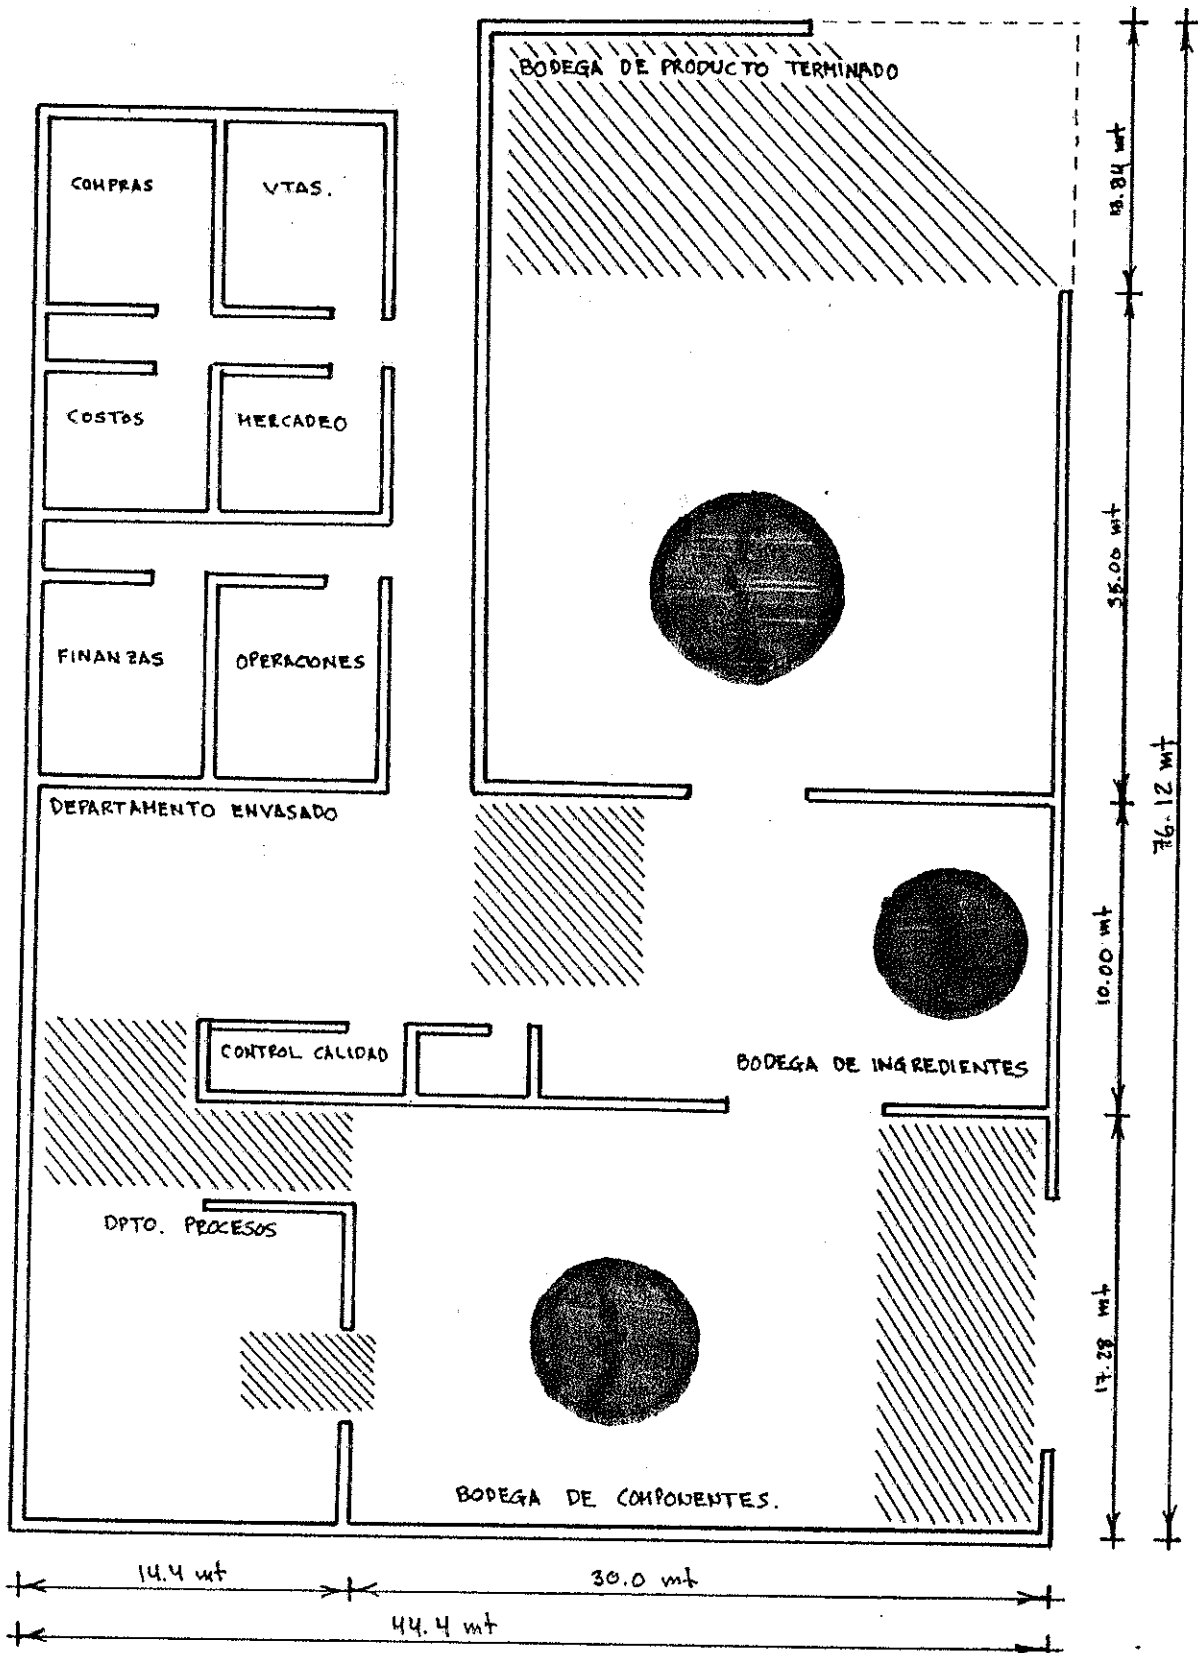 BODEGA DE PRODUCTO TERMINADO
COMPRAS
VTAS.
13.84 mt
COSTOS
MERCADEO
35.00 mt
FINANZAS
OPERACIONES
76.12 mt
DEPARTAMENTO ENVASADO
10.00 mt
CONTROL CALIDAD
BODEGA DE INGREDIENTES
DPTO. PROCESOS
17.28 mt
BODEGA DE COMPONENTES.
14.4 mt
30.0 mt
44.4 mt